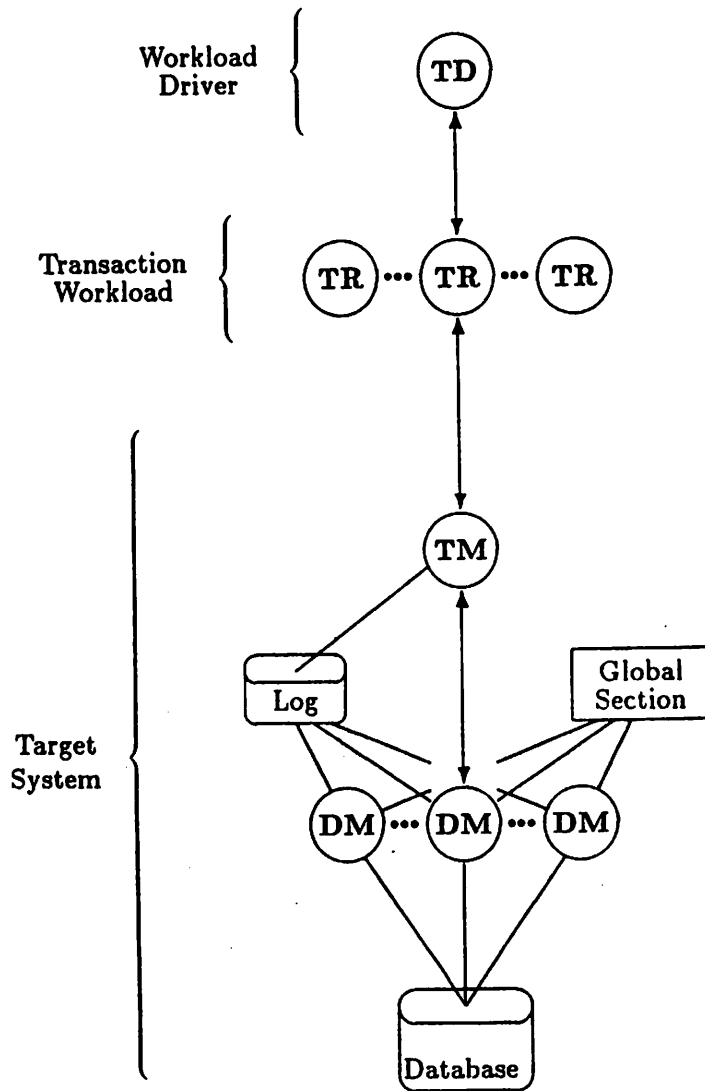 Workload
Driver
TD
Transaction
Workload
TR ••• TR ••• TR
TM
Log
Global
Section
Target
System
DM ••• DM ••• DM
Database